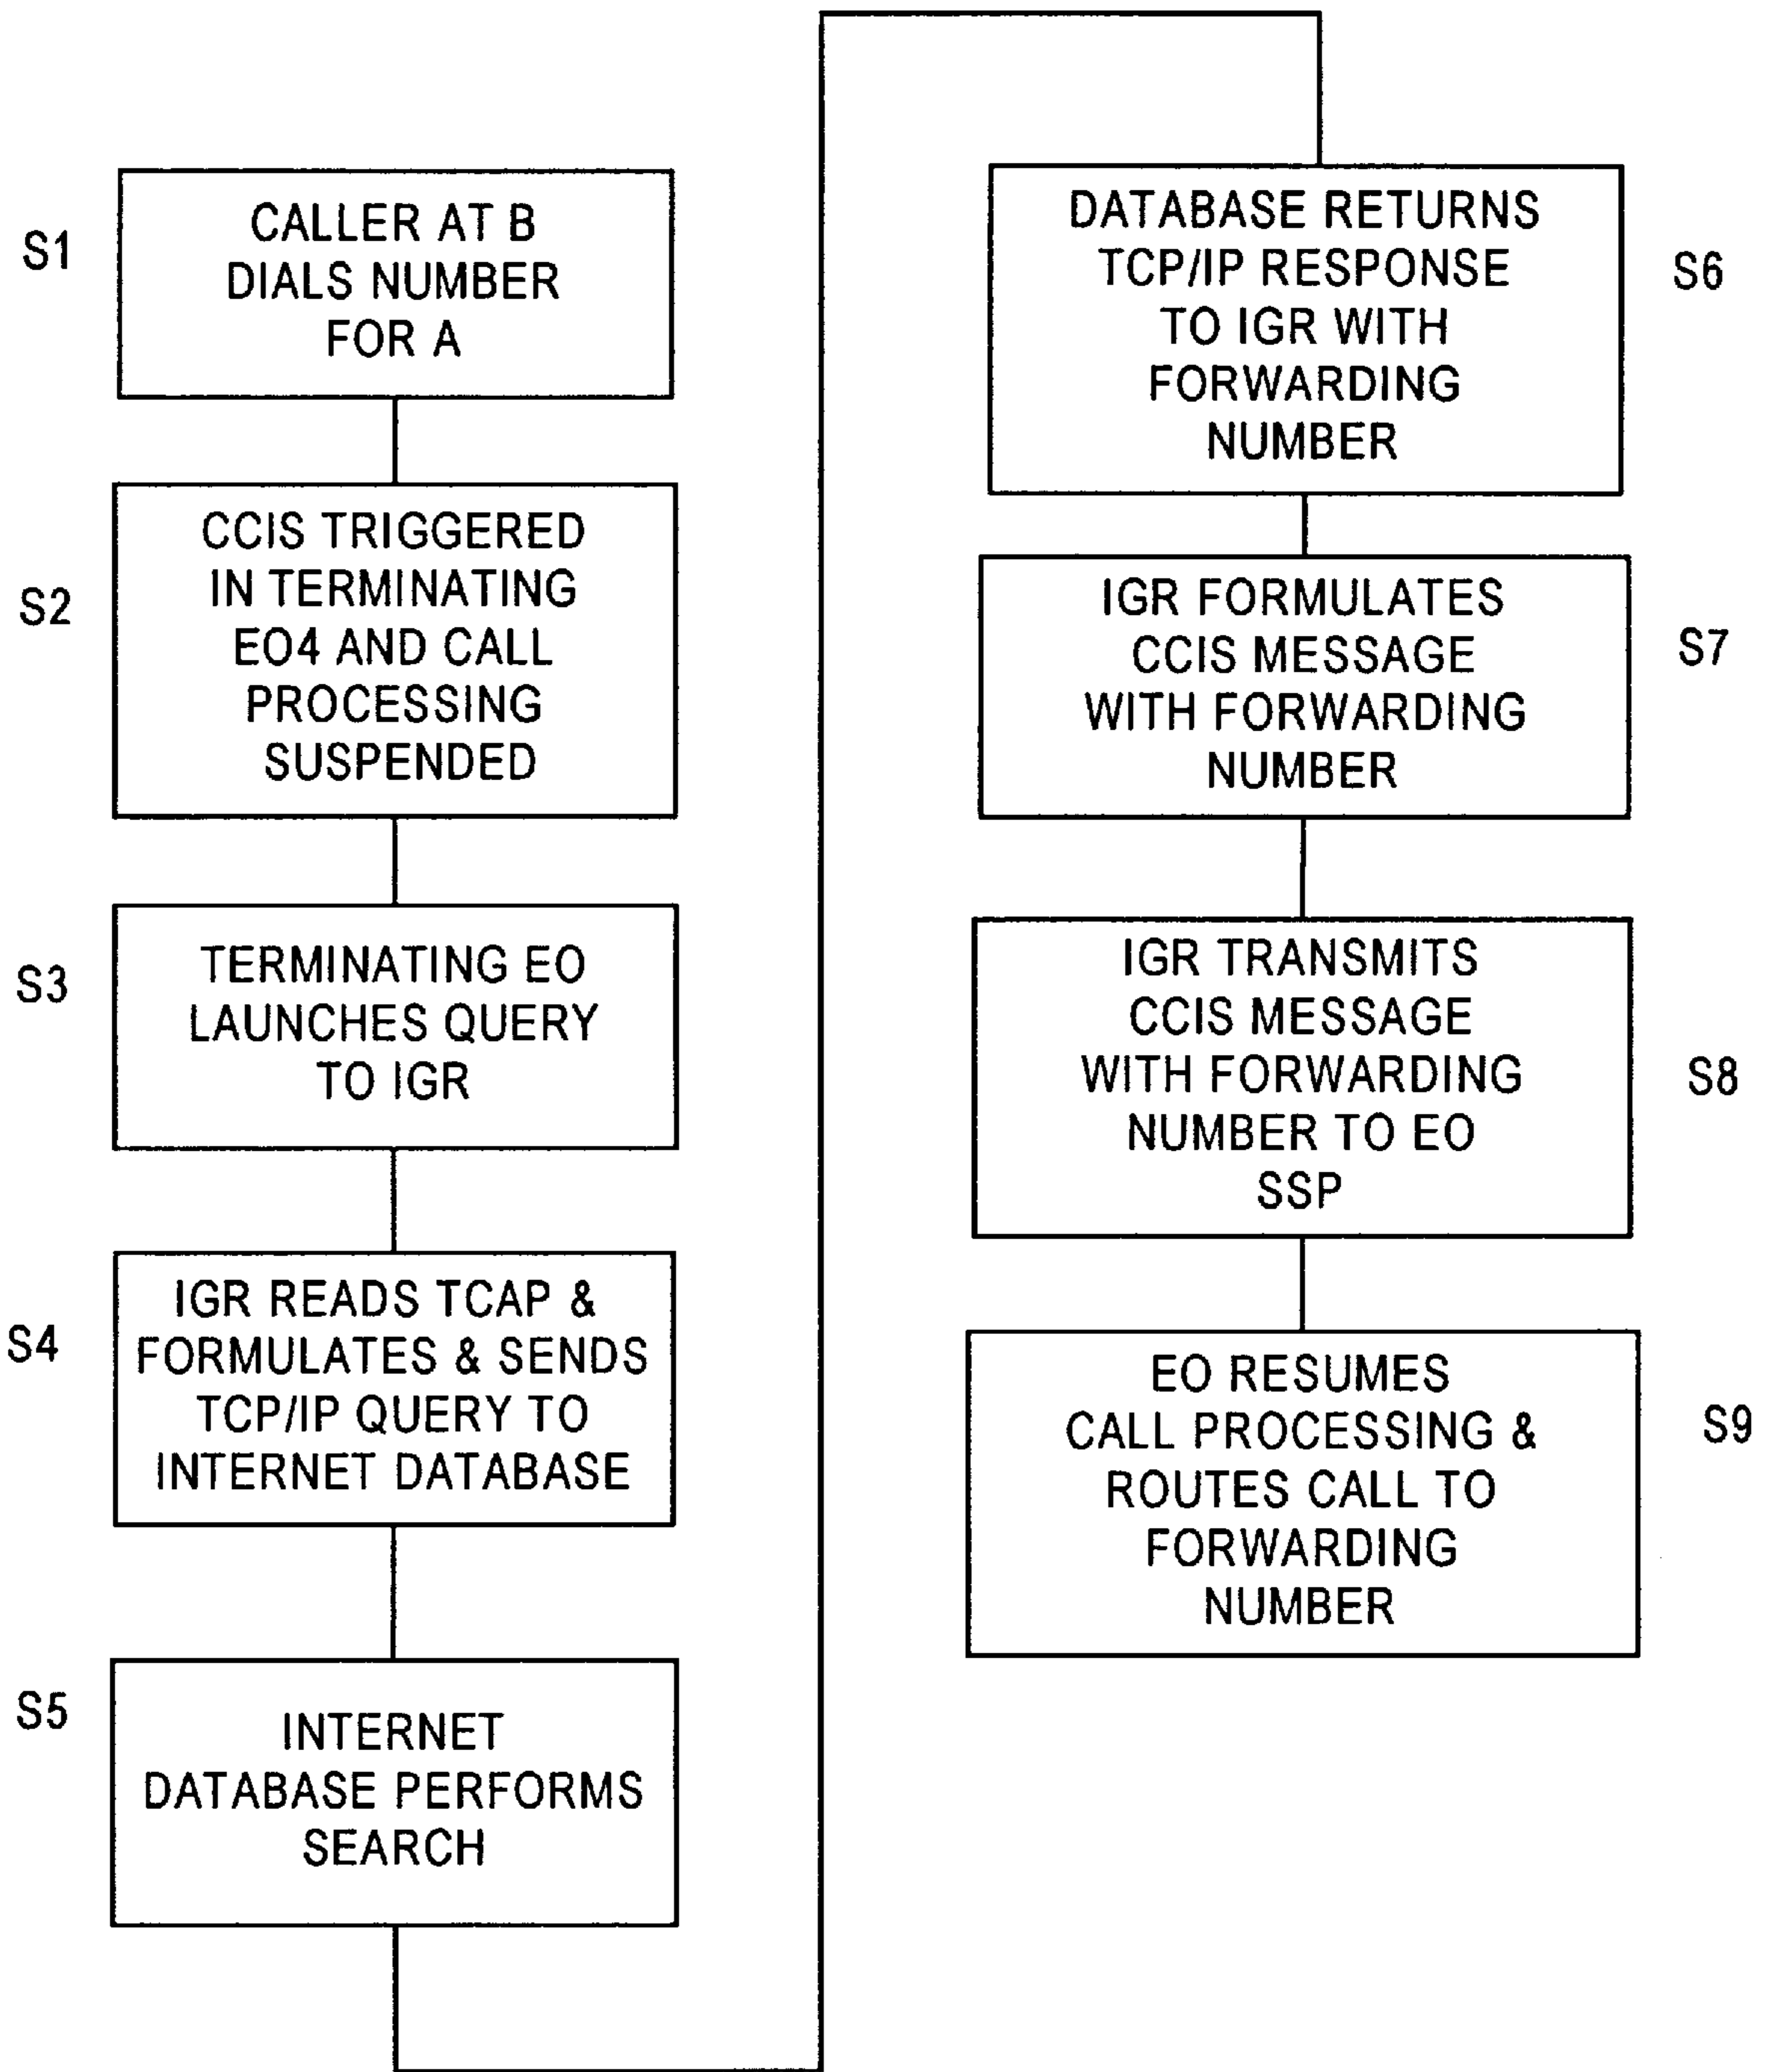 S1
CALLER AT B
DIALS NUMBER
FOR A
S2
CCIS TRIGGERED
IN TERMINATING
EO4 AND CALL
PROCESSING
SUSPENDED
S3
TERMINATING EO
LAUNCHES QUERY
TO IGR
S4
IGR READS TCAP &
FORMULATES & SENDS
TCP/IP QUERY TO
INTERNET DATABASE
S5
INTERNET
DATABASE PERFORMS
SEARCH
DATABASE RETURNS
TCP/IP RESPONSE
TO IGR WITH
FORWARDING
NUMBER
S6
IGR FORMULATES
CCIS MESSAGE
WITH FORWARDING
NUMBER
S7
IGR TRANSMITS
CCIS MESSAGE
WITH FORWARDING
NUMBER TO EO
SSP
S8
EO RESUMES
CALL PROCESSING &
ROUTES CALL TO
FORWARDING
NUMBER
S9